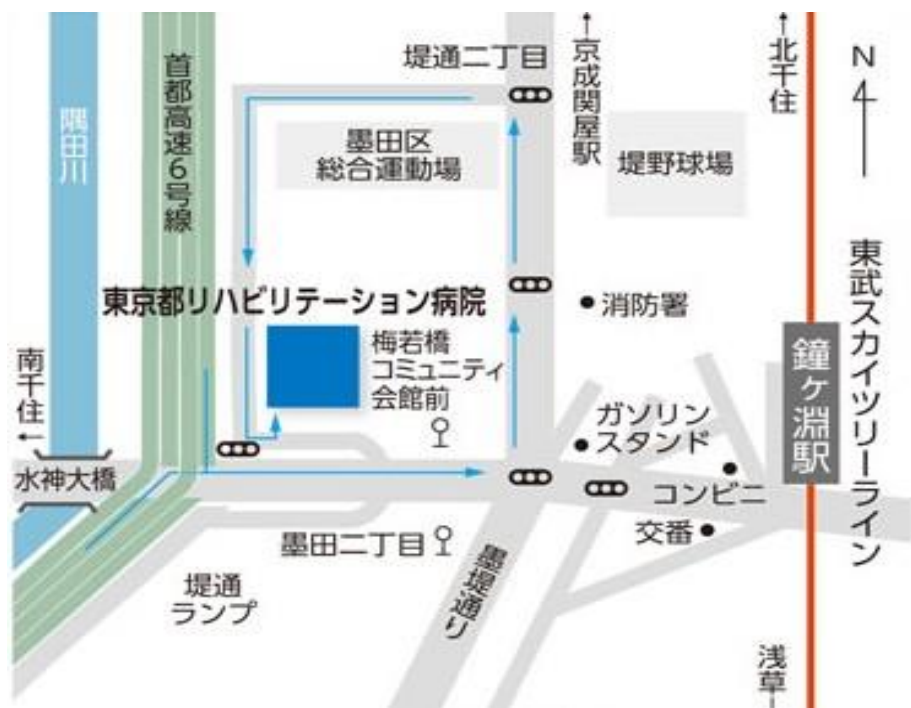 堤通二丁目
↑京成関屋駅
↑北千住
N
首都高速6号線
隅田川
墨田区
総合運動場
堤野球場
東武スカイツリーライン
東京都リハビリテーション病院
消防署
梅若橋
コミュニティ
会館前
南千住←
鐘ヶ淵駅
ガソリン
スタンド
水神大橋
コンビニ
墨田二丁目
交番
堤通
ランプ
墨堤通り
浅草